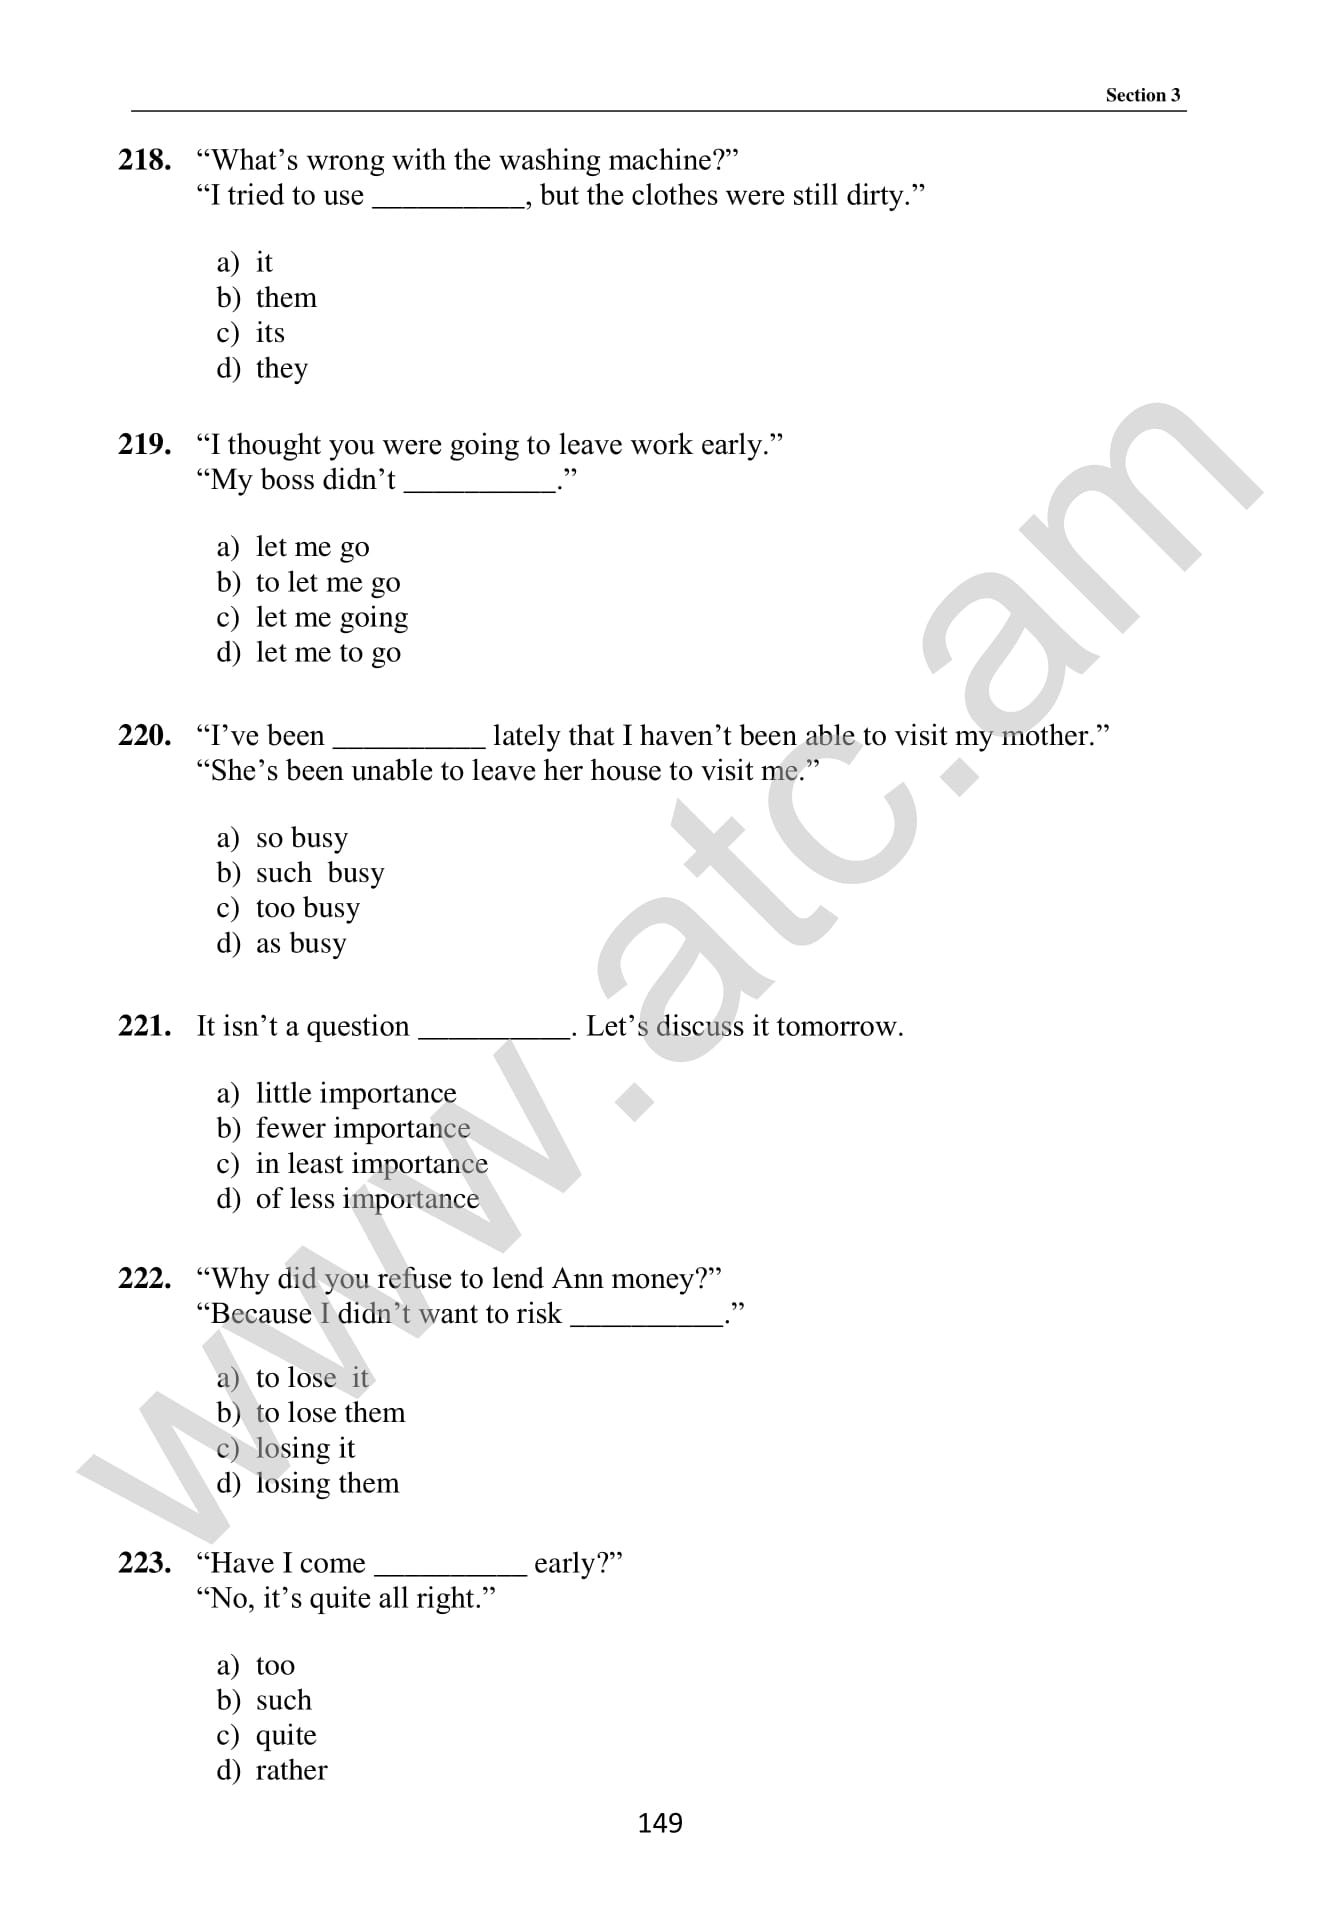 Section 3
218. “What’s wrong with the washing machine?”
“I tried to use __________, but the clothes were still dirty.”
a) it
b) them
c) its
d) they
219. “I thought you were going to leave work early.”
“My boss didn’t __________.”
a) let me go
b) to let me go
c) let me going
d) let me to go
220. “I’ve been __________ lately that I haven’t been able to visit my mother.”
“She’s been unable to leave her house to visit me.”
a) so busy
b) such busy
c) too busy
d) as busy
221. It isn’t a question __________. Let’s discuss it tomorrow.
a) little importance
b) fewer importance
c) in least importance
d) of less importance
222. “Why did you refuse to lend Ann money?”
“Because I didn’t want to risk __________.”
a) to lose it
b) to lose them
c) losing it
d) losing them
223. “Have I come __________ early?”
“No, it’s quite all right.”
a) too
b) such
c) quite
d) rather
149
www.atc.am